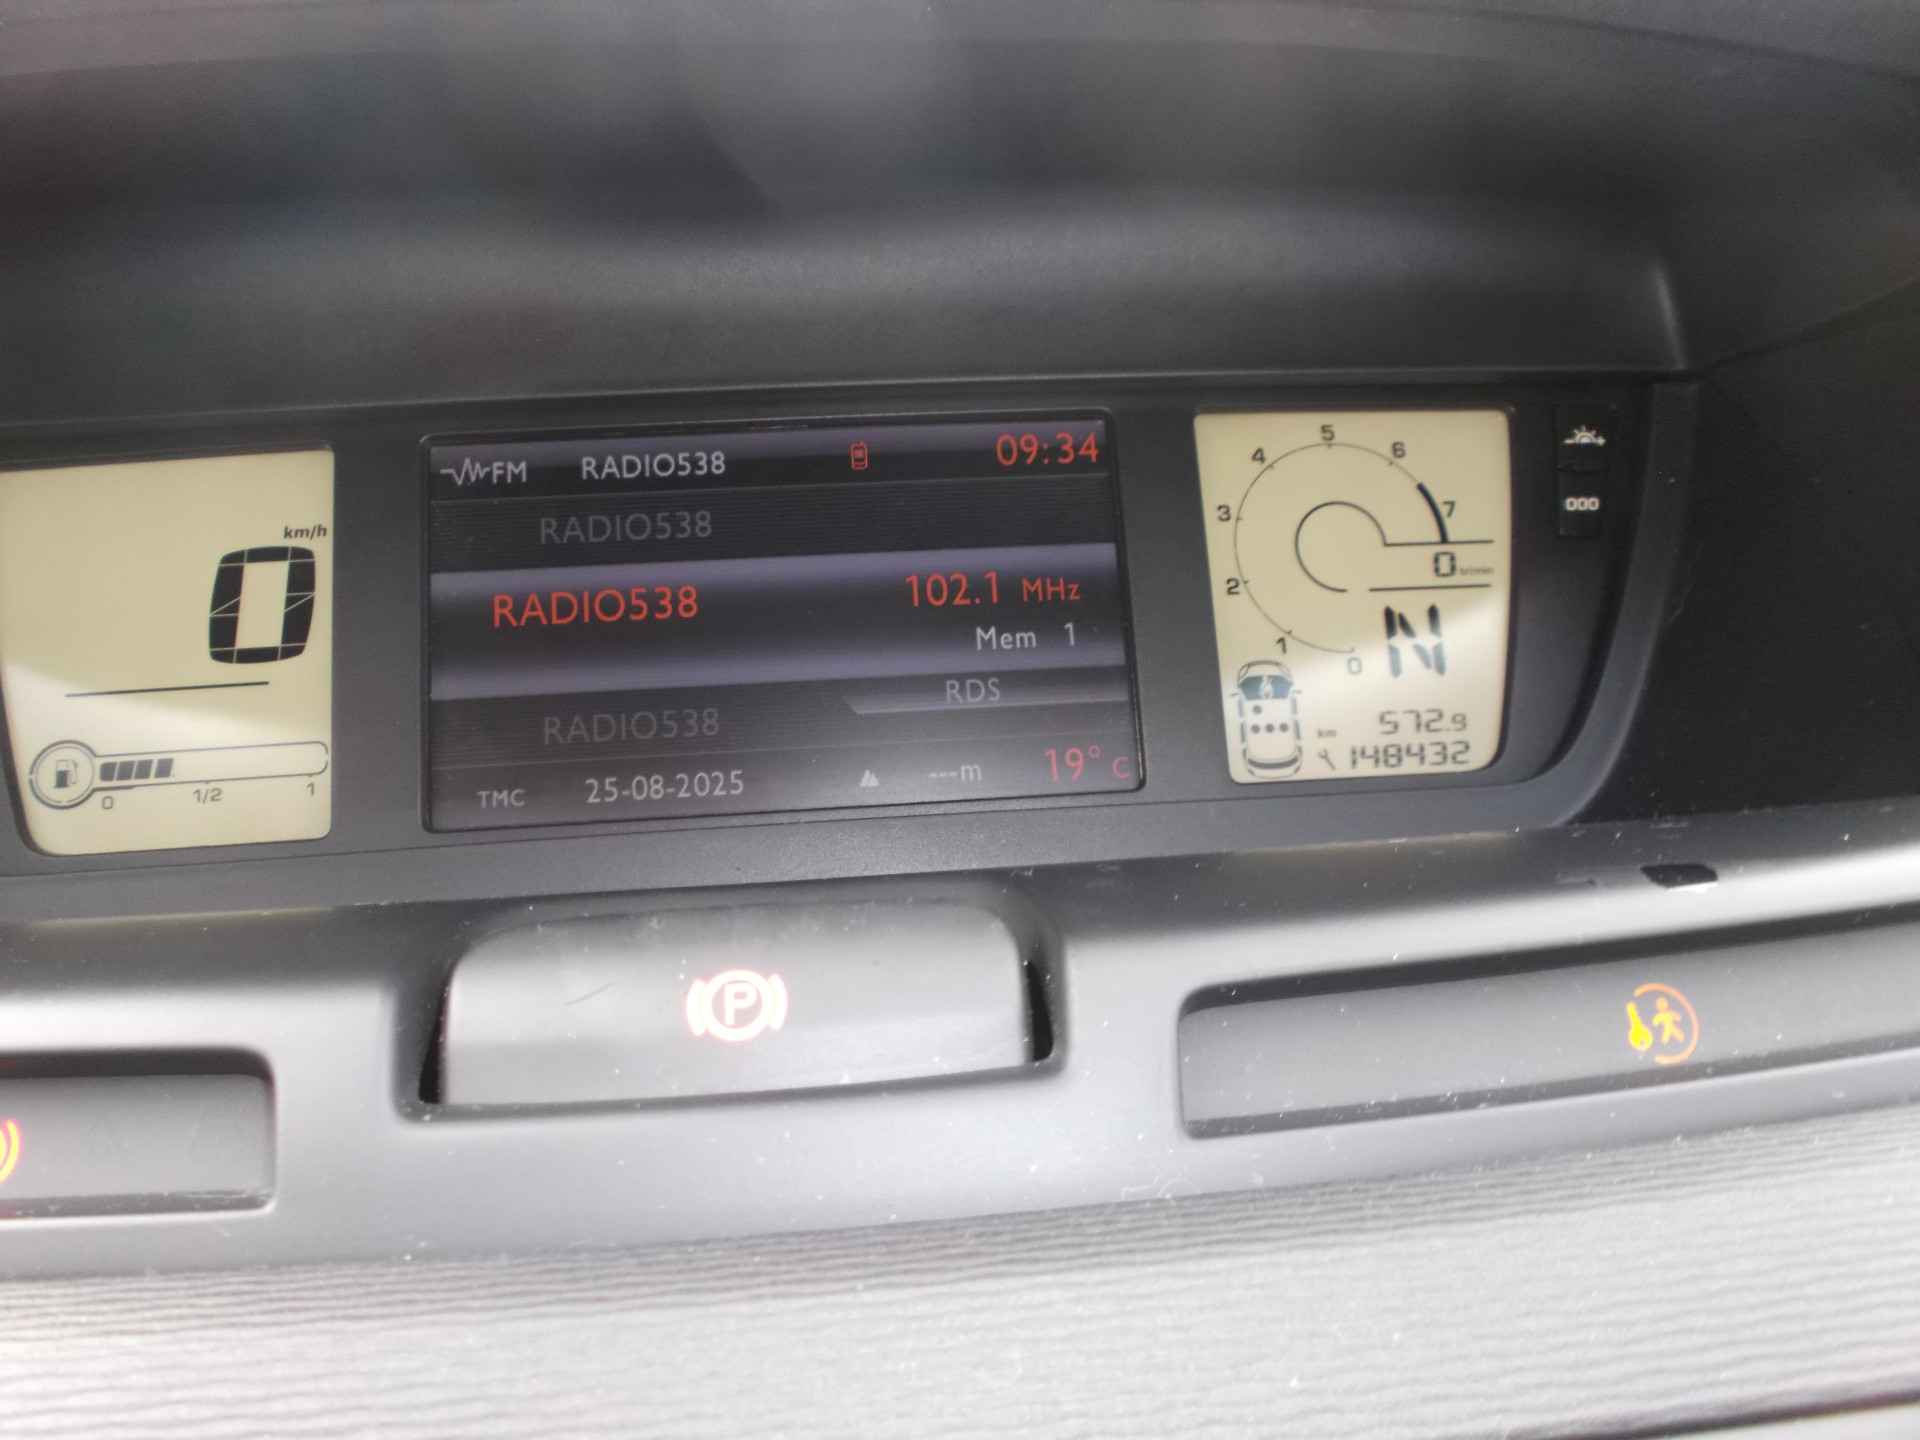 km/h
0
0 1/2 1
FM RADIO538 09:34
RADIO538
RADIO538 102.1 MHz
Mem 1
RDS
RADIO538
TMC 25-08-2025 ---m 19°C
5
4 6
3 7
0
2
N
1 0
572.9
km
148432
000
P